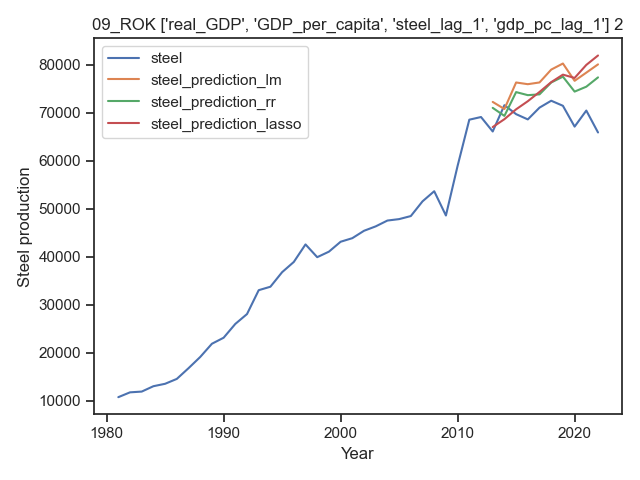 09_ROK ['real_GDP', 'GDP_per_capita', 'steel_lag_1', 'gdp_pc_lag_1'] 2
steel
steel_prediction_lm
steel_prediction_rr
steel_prediction_lasso
80000
70000
60000
50000
40000
30000
20000
10000
Steel production
1980
1990
2000
2010
2020
Year